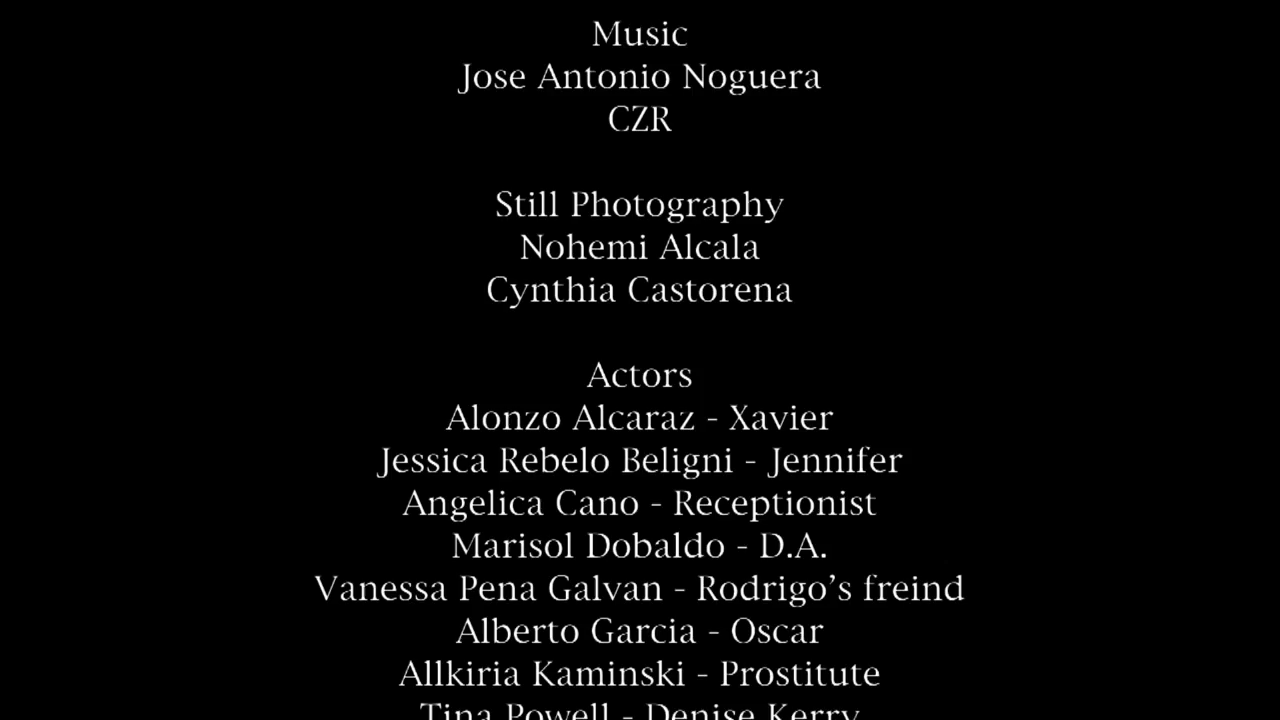 Music
Jose Antonio Noguera
CZR
Still Photography
Nohemi Alcala
Cynthia Castorena
Actors
Alonzo Alcaraz - Xavier
Jessica Rebelo Beligni - Jennifer
Angelica Cano - Receptionist
Marisol Dobaldo - D.A.
Vanessa Pena Galvan - Rodrigo’s freind
Alberto Garcia - Oscar
Allkiria Kaminski - Prostitute
Tina Powell - Denise Kerry